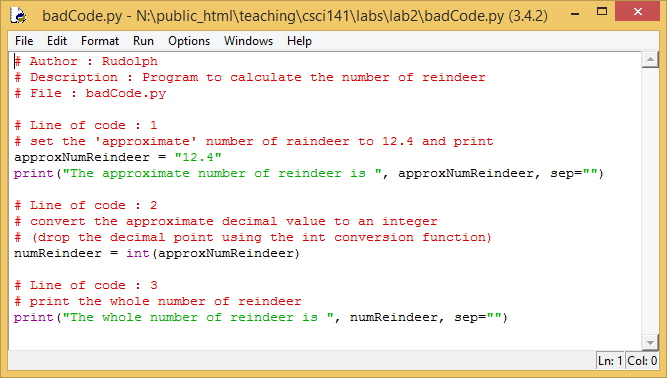 badCode.py - N:\public_html\teaching\csci141\labs\lab2\badCode.py (3.4.2)
File Edit Format Run Options Windows Help
# Author : Rudolph
# Description : Program to calculate the number of reindeer
# File : badCode.py
# Line of code : 1
# set the 'approximate' number of raindeer to 12.4 and print
approxNumReindeer = "12.4"
print("The approximate number of reindeer is ", approxNumReindeer, sep="")
# Line of code : 2
# convert the approximate decimal value to an integer
# (drop the decimal point using the int conversion function)
numReindeer = int(approxNumReindeer)
# Line of code : 3
# print the whole number of reindeer
print("The whole number of reindeer is ", numReindeer, sep="")
Ln: 1 Col: 0